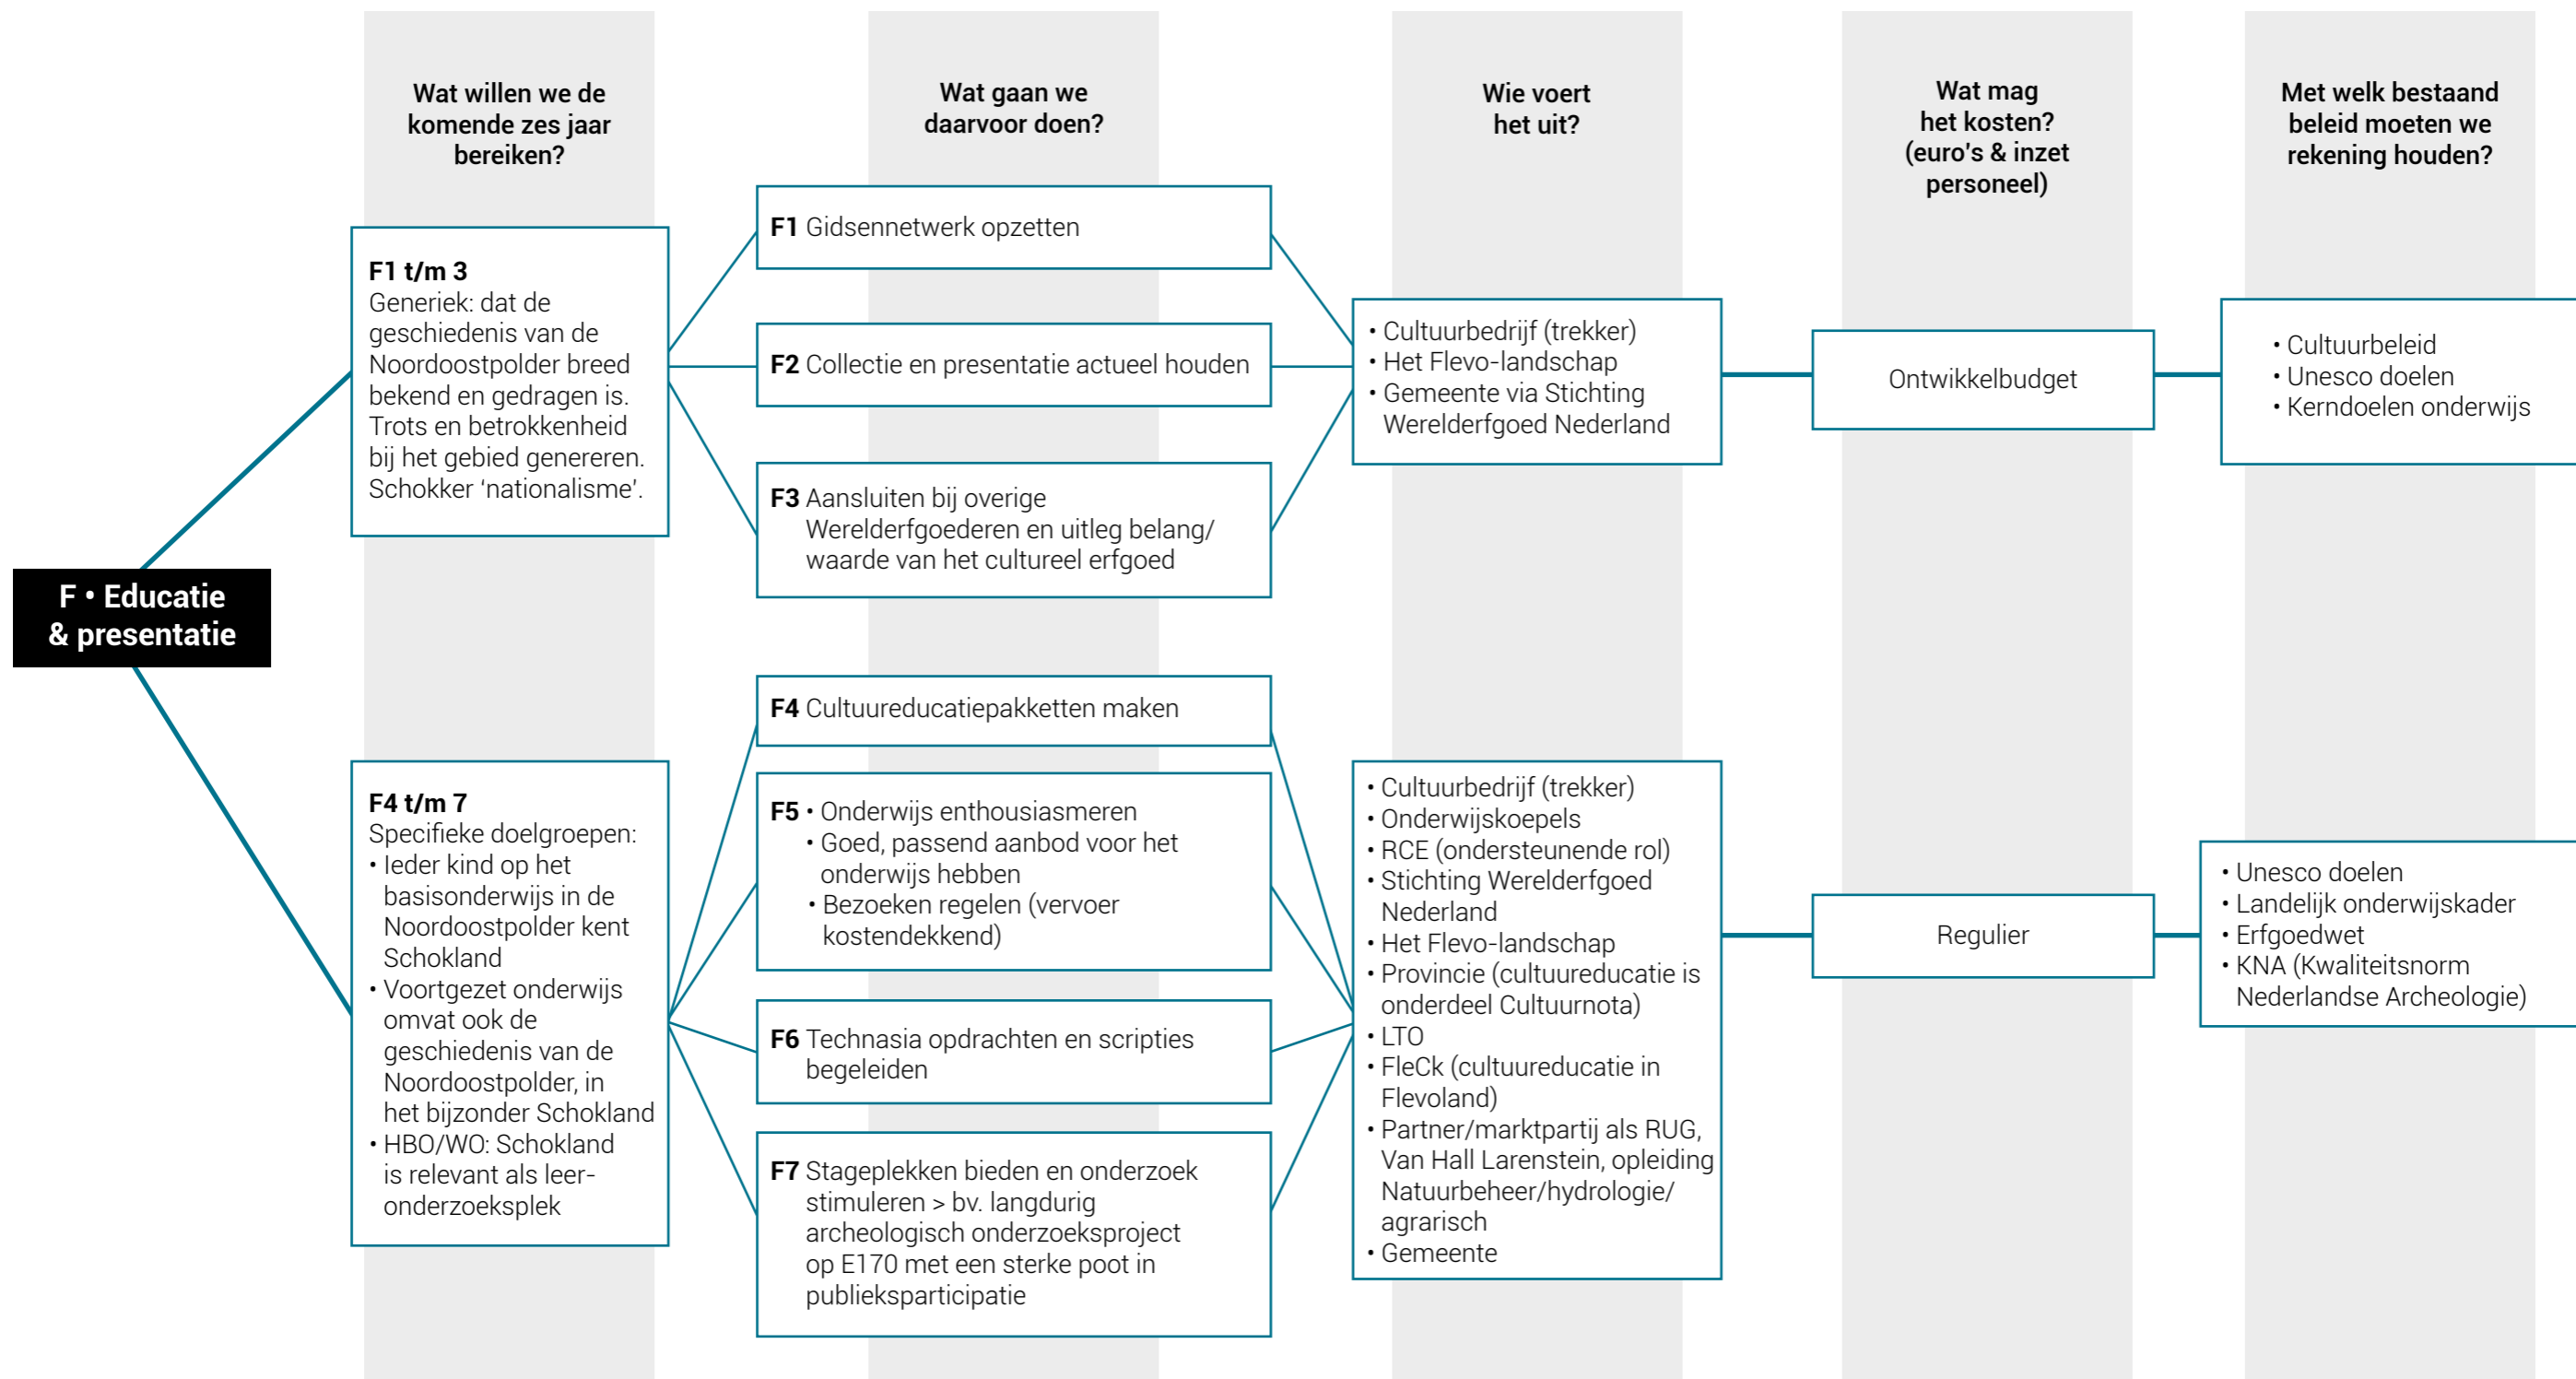 Wat willen we de
komende zes jaar
bereiken?
Wat gaan we
daarvoor doen?
Wie voert
het uit?
Wat mag
het kosten?
(euro's & inzet
personeel)
Met welk bestaand
beleid moeten we
rekening houden?
F • Educatie
& presentatie
F1 t/m 3
Generiek: dat de
geschiedenis van de
Noordoostpolder breed
bekend en gedragen is.
Trots en betrokkenheid
bij het gebied genereren.
Schokker ‘nationalisme’.
F1 Gidsennetwerk opzetten
F2 Collectie en presentatie actueel houden
F3 Aansluiten bij overige
Werelderfgoederen en uitleg belang/
waarde van het cultureel erfgoed
• Cultuurbedrijf (trekker)
• Het Flevo-landschap
• Gemeente via Stichting
Werelderfgoed Nederland
Ontwikkelbudget
• Cultuurbeleid
• Unesco doelen
• Kerndoelen onderwijs
F4 t/m 7
Specifieke doelgroepen:
• Ieder kind op het
basisonderwijs in de
Noordoostpolder kent
Schokland
• Voortgezet onderwijs
omvat ook de
geschiedenis van de
Noordoostpolder, in
het bijzonder Schokland
• HBO/WO: Schokland
is relevant als leer-
onderzoeksplek
F4 Cultuureducatiepakketten maken
F5 • Onderwijs enthousiasmeren
• Goed, passend aanbod voor het
onderwijs hebben
• Bezoeken regelen (vervoer
kostendekkend)
F6 Technasia opdrachten en scripties
begeleiden
F7 Stageplekken bieden en onderzoek
stimuleren > bv. langdurig
archeologisch onderzoeksproject
op E170 met een sterke poot in
publieksparticipatie
• Cultuurbedrijf (trekker)
• Onderwijskoepels
• RCE (ondersteunende rol)
• Stichting Werelderfgoed
Nederland
• Het Flevo-landschap
• Provincie (cultuureducatie is
onderdeel Cultuurnota)
• LTO
• FleCk (cultuureducatie in
Flevoland)
• Partner/marktpartij als RUG,
Van Hall Larenstein, opleiding
Natuurbeheer/hydrologie/
agrarisch
• Gemeente
Regulier
• Unesco doelen
• Landelijk onderwijskader
• Erfgoedwet
• KNA (Kwaliteitsnorm
Nederlandse Archeologie)